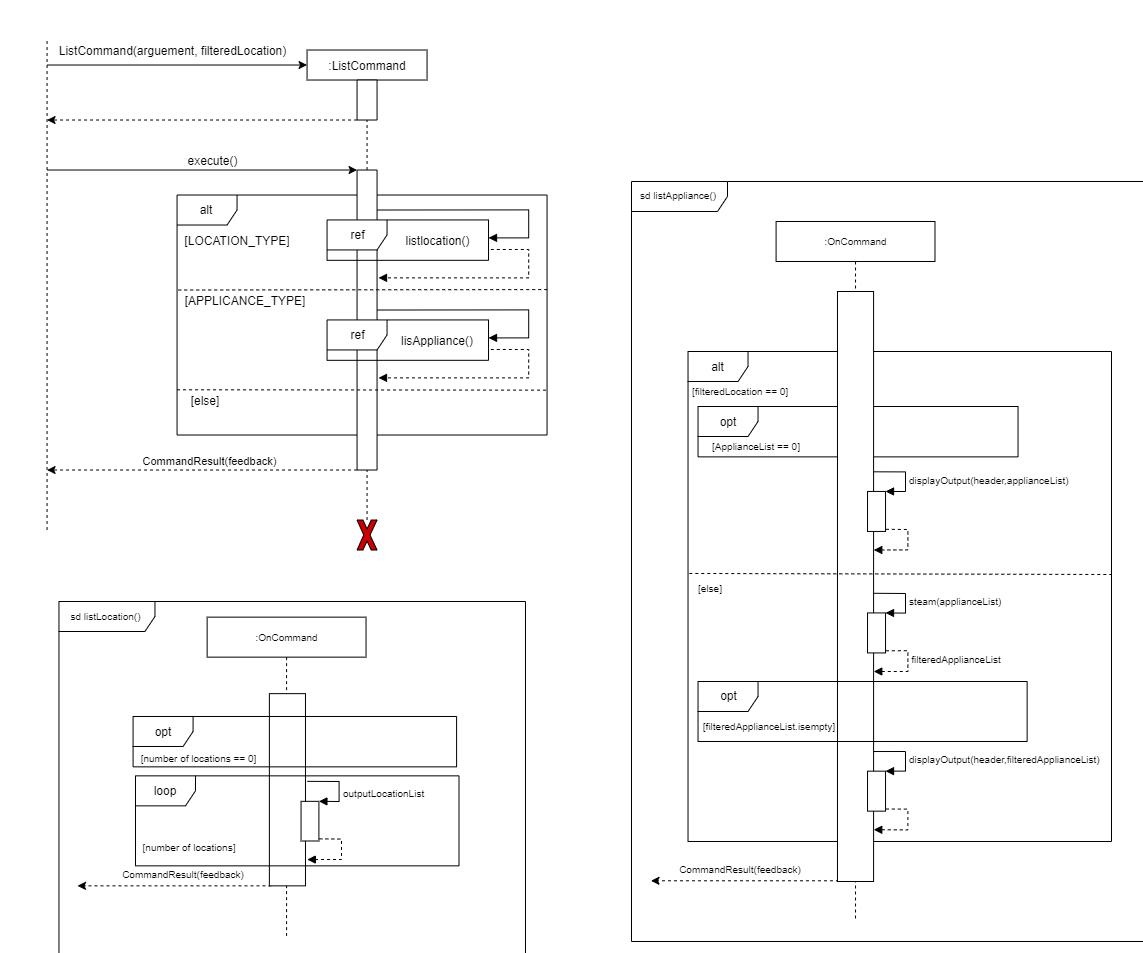 ListCommand(arguement, filteredLocation)
:ListCommand
execute()
alt
[LOCATION_TYPE]
ref
listlocation()
[APPLICANCE_TYPE]
ref
lisAppliance()
[else]
CommandResult(feedback)
X
sd listLocation()
:OnCommand
opt
[number of locations == 0]
loop
outputLocationList
[number of locations]
CommandResult(feedback)
sd listAppliance()
:OnCommand
alt
[filteredLocation == 0]
opt
[ApplianceList == 0]
displayOutput(header,applianceList)
[else]
steam(applianceList)
filteredApplianceList
opt
[filteredApplianceList.isempty]
displayOutput(header,filteredApplianceList)
CommandResult(feedback)